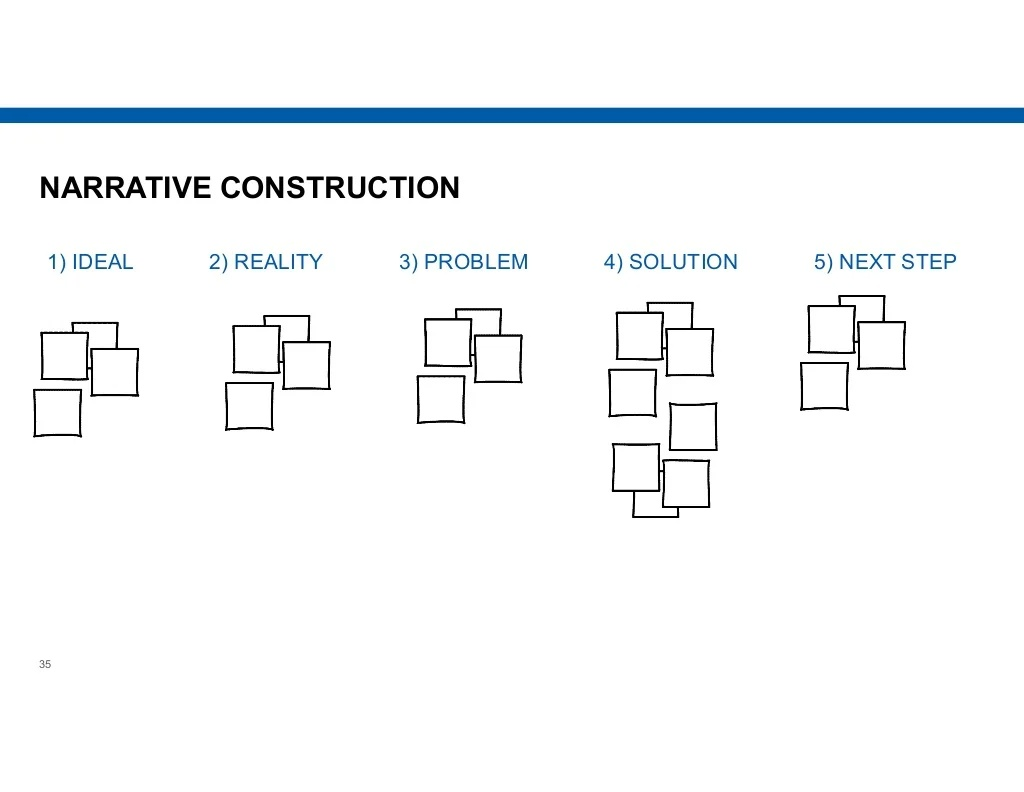 NARRATIVE CONSTRUCTION
1) IDEAL 2) REALITY 3) PROBLEM 4) SOLUTION 5) NEXT STEP
35